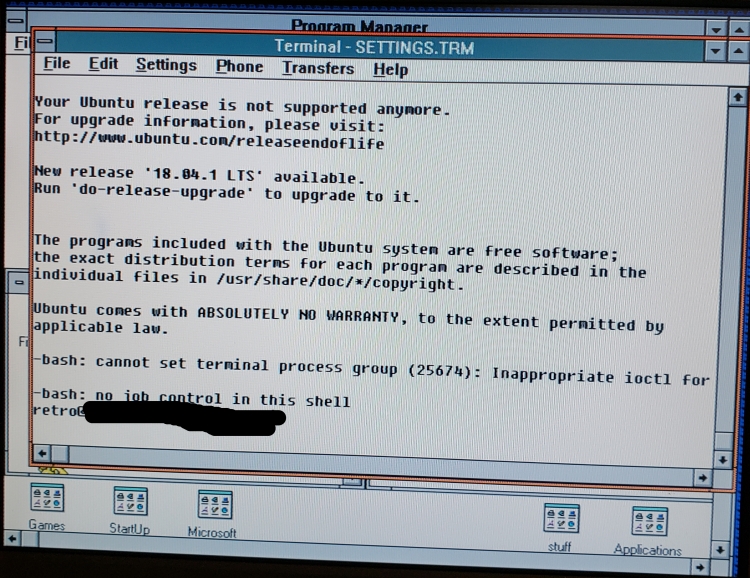 Program Manager
Terminal - SETTINGS.TRM
File Edit Settings Phone Transfers Help
Your Ubuntu release is not supported anymore.
For upgrade information, please visit:
http://www.ubuntu.com/releaseendoflife
New release '18.04.1 LTS' available.
Run 'do-release-upgrade' to upgrade to it.
The programs included with the Ubuntu system are free software;
the exact distribution terms for each program are described in the
individual files in /usr/share/doc/*/copyright.
Ubuntu comes with ABSOLUTELY NO WARRANTY, to the extent permitted by
applicable law.
-bash: cannot set terminal process group (25674): Inappropriate ioctl for
-bash: no job control in this shell
retro@
Games StartUp Microsoft stuff Applications